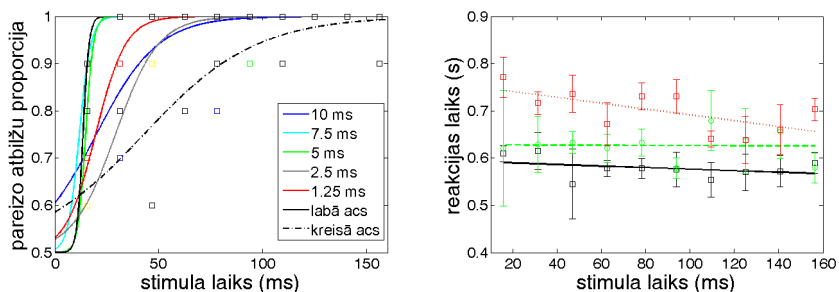 pareizo atbilžu proporcija
1
0.9
0.8
0.7
0.6
0.5
0 50 100 150
stimula laiks (ms)
10 ms
7.5 ms
5 ms
2.5 ms
1.25 ms
labā acs
kreisā acs
reakcijas laiks (s)
0.9
0.8
0.7
0.6
0.5
0.4
20 40 60 80 100 120 140 160
stimula laiks (ms)